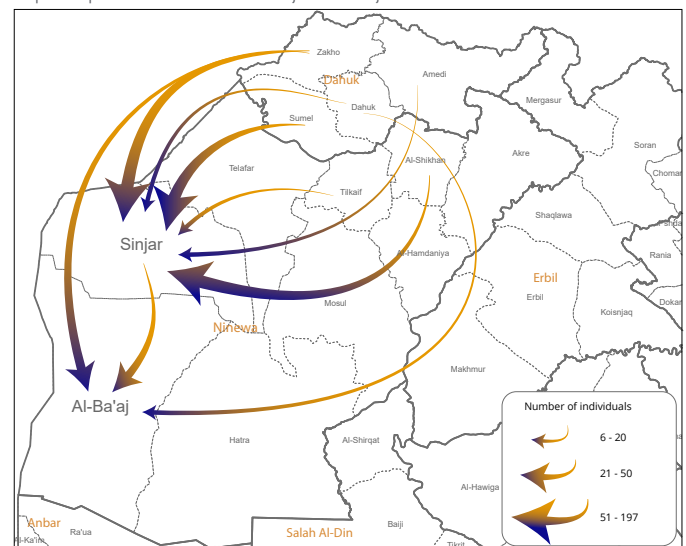 Zakho
Dahuk
Amedi
Mergasur
Dahuk
Sumel
Soran
Akre
Al-Shikhan
Telafar
Tilkaif
Shaqlawa
Sinjar
Al-Hamdaniya
Rania
Erbil
Erbil
Mosul
Koisnjaq
Ninewa
Makhmur
Al-Ba'aj
Hatra
Al-Shirqat
Al-Hawiga
Number of individuals
6 - 20
21 - 50
51 - 197
Anbar
Ra'ua
Al-Ka'im
Salah Al-Din
Baiji
Tikrit